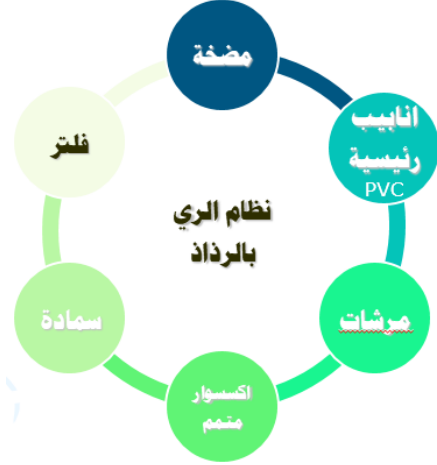 مضخة
انابيب
رئيسية
PVC
مرشات
اكسسوار
متمم
سمادة
فلتر
نظام الري
بالرذاذ